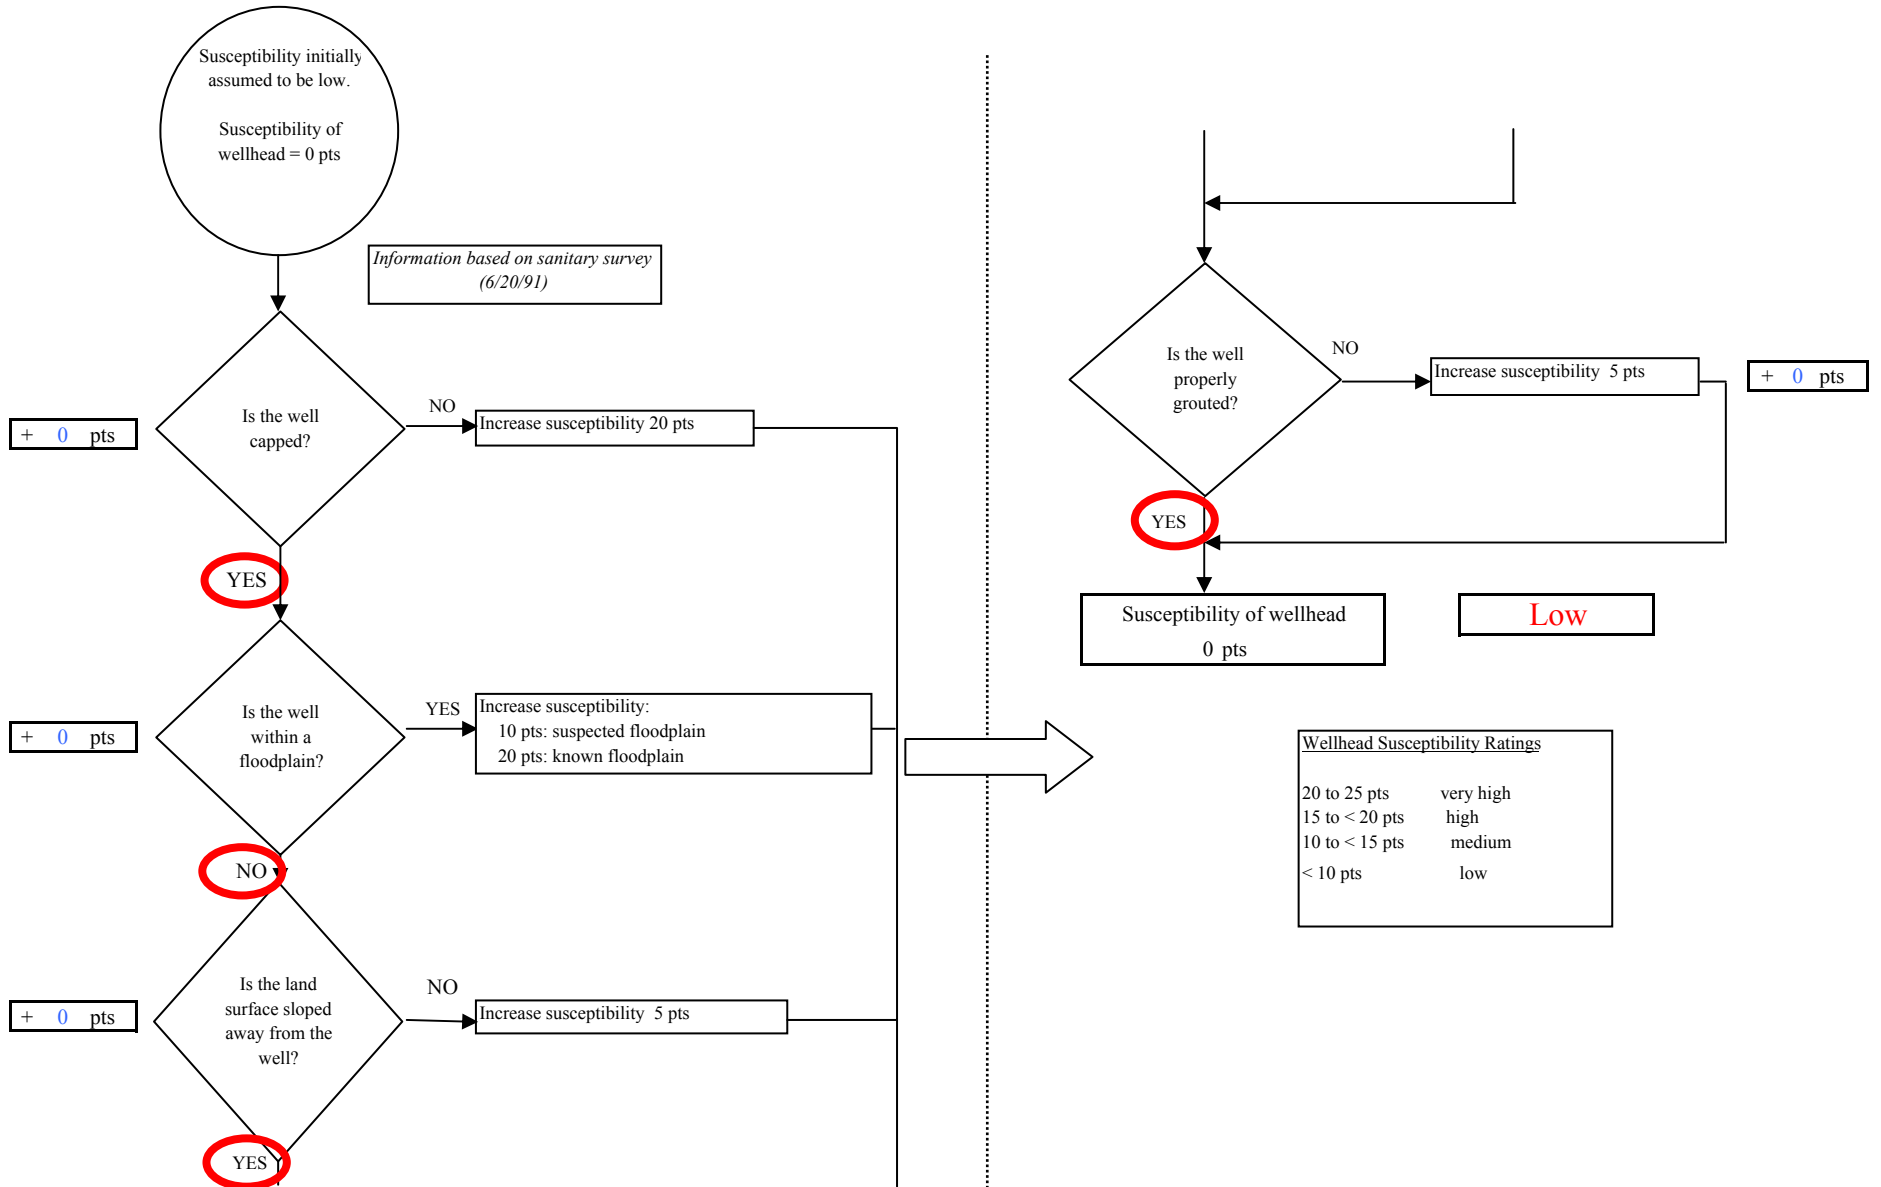 Susceptibility initially
assumed to be low.
Susceptibility of
wellhead = 0 pts
Information based on sanitary survey
(6/20/91)
Is the well
capped?
NO
Increase susceptibility 20 pts
+ 0 pts
YES
Is the well
within a
floodplain?
YES
Increase susceptibility:
10 pts: suspected floodplain
20 pts: known floodplain
+ 0 pts
NO
Is the land
surface sloped
away from the
well?
NO
Increase susceptibility 5 pts
+ 0 pts
YES
Is the well
properly
grouted?
NO
Increase susceptibility 5 pts
+ 0 pts
YES
Susceptibility of wellhead
0 pts
Low
Wellhead Susceptibility Ratings
20 to 25 pts very high
15 to < 20 pts high
10 to < 15 pts medium
< 10 pts low